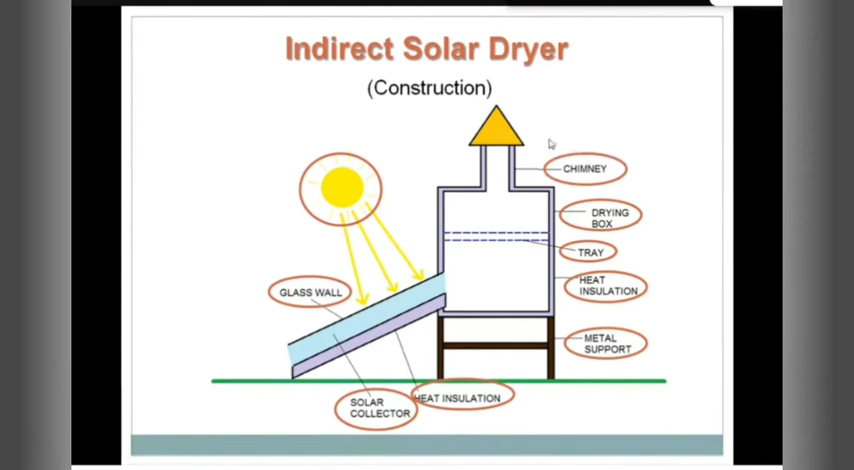 Indirect Solar Dryer
(Construction)
CHIMNEY
DRYING
BOX
TRAY
GLASS WALL
HEAT
INSULATION
METAL
SUPPORT
HEAT INSULATION
SOLAR
COLLECTOR